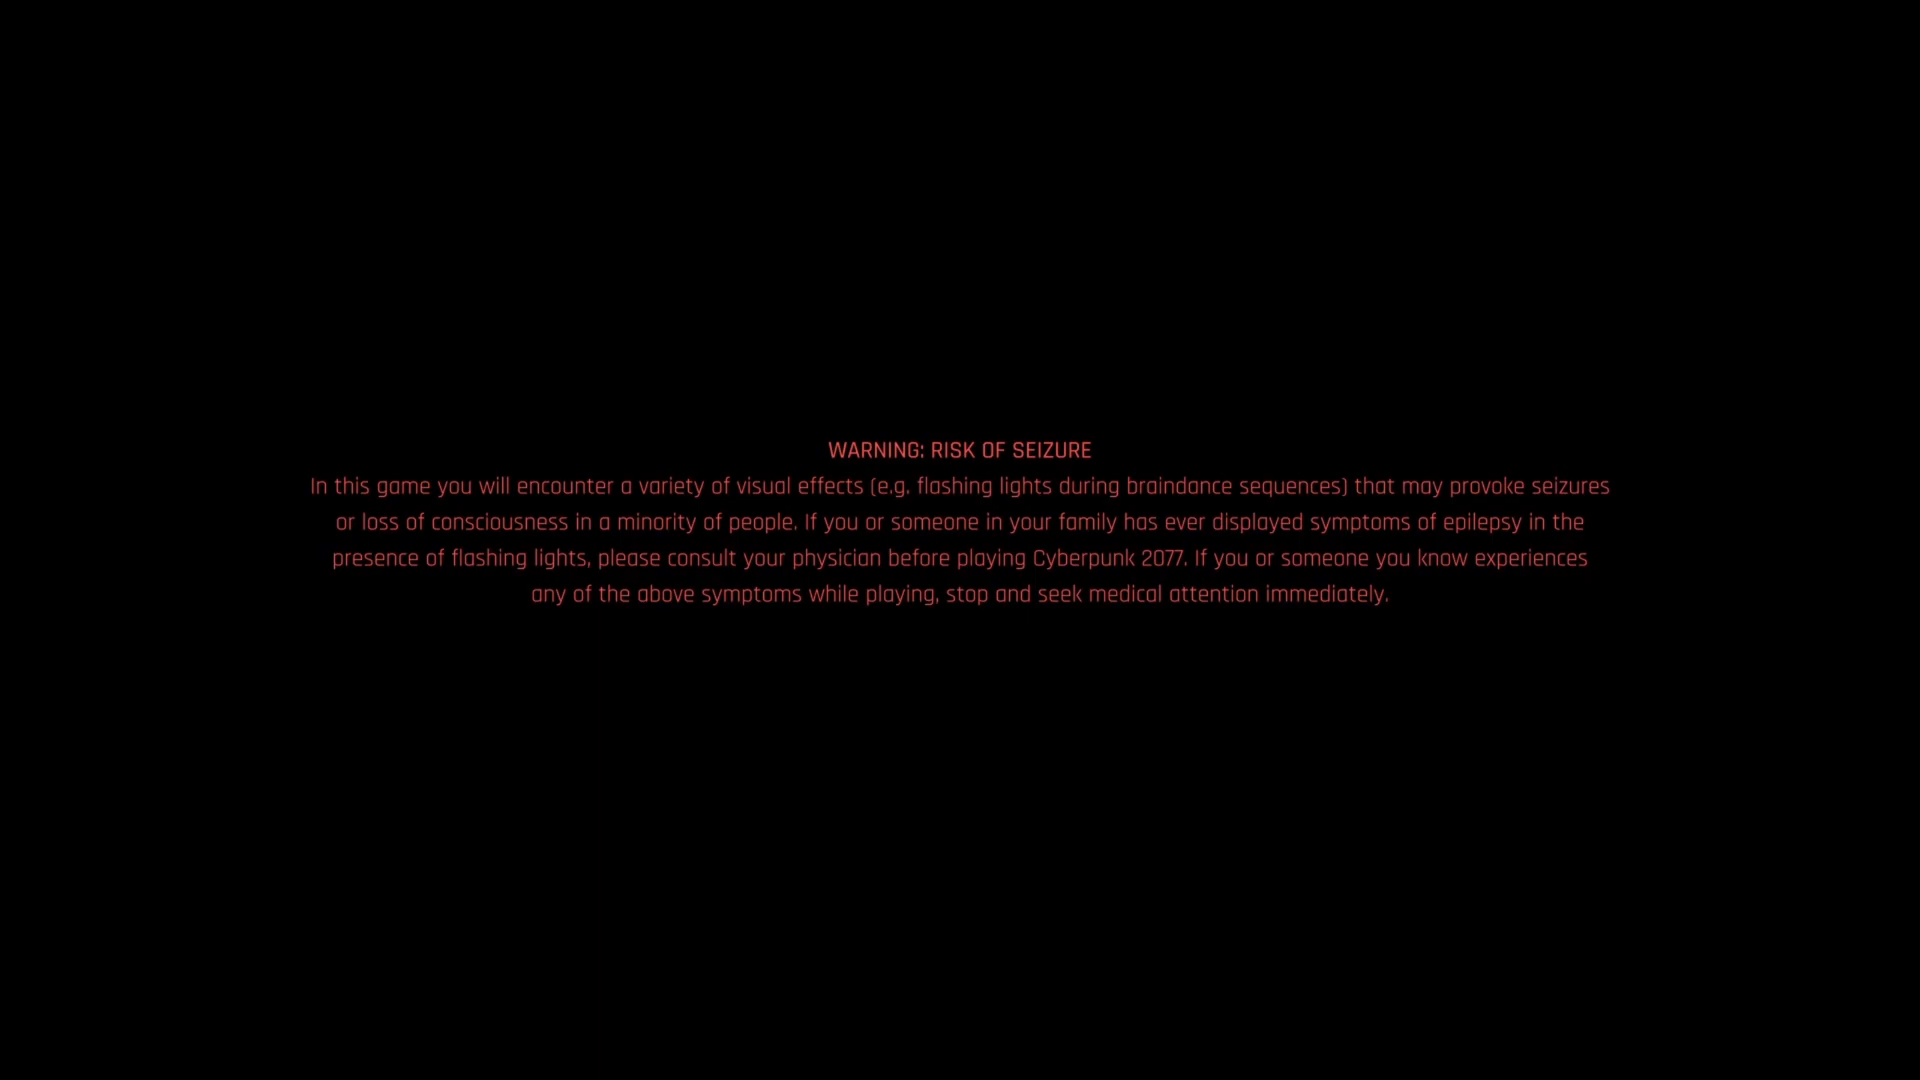 WARNING: RISK OF SEIZURE
In this game you will encounter a variety of visual effects (e.g. flashing lights during braindance sequences) that may provoke seizures
or loss of consciousness in a minority of people. If you or someone in your family has ever displayed symptoms of epilepsy in the
presence of flashing lights, please consult your physician before playing Cyberpunk 2077. If you or someone you know experiences
any of the above symptoms while playing, stop and seek medical attention immediately.